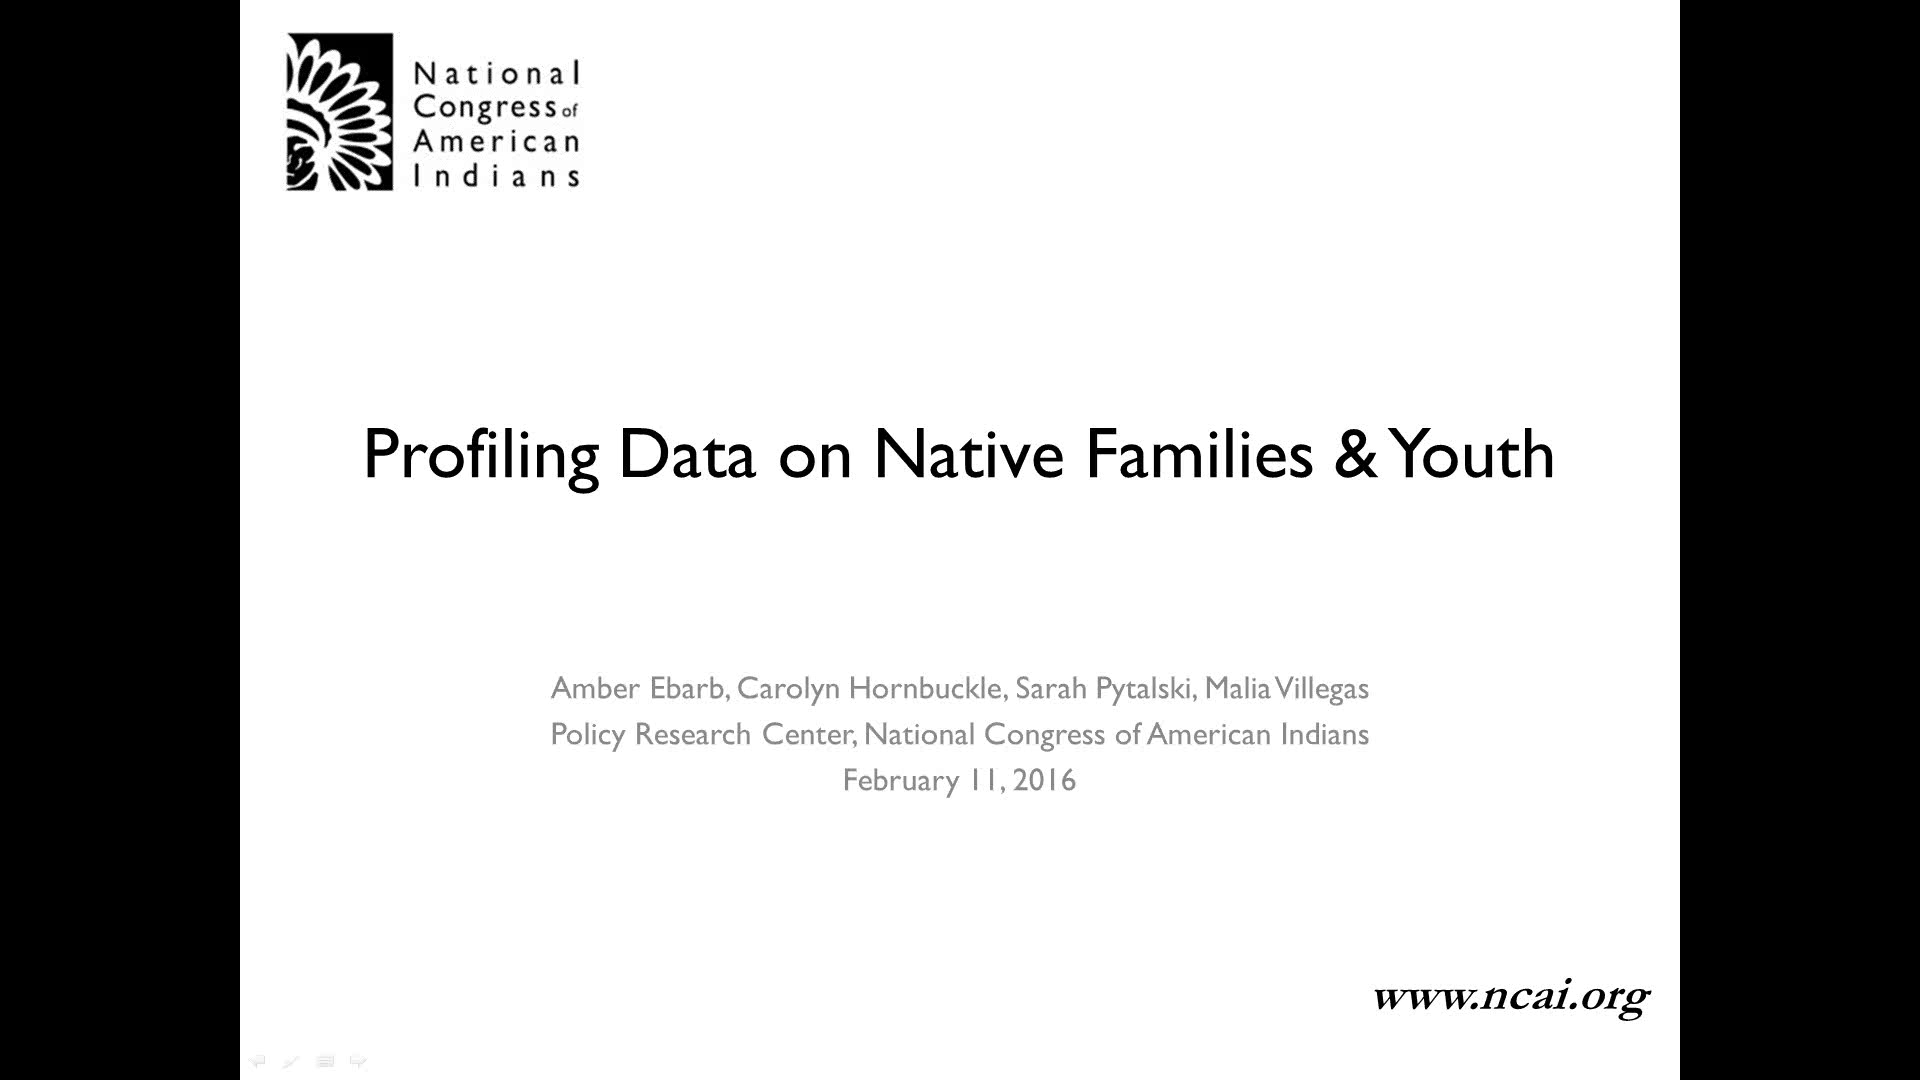 National
Congress of
American
Indians
Profiling Data on Native Families & Youth
Amber Ebarb, Carolyn Hornbuckle, Sarah Pytalski, Malia Villegas
Policy Research Center, National Congress of American Indians
February 11, 2016
www.ncai.org